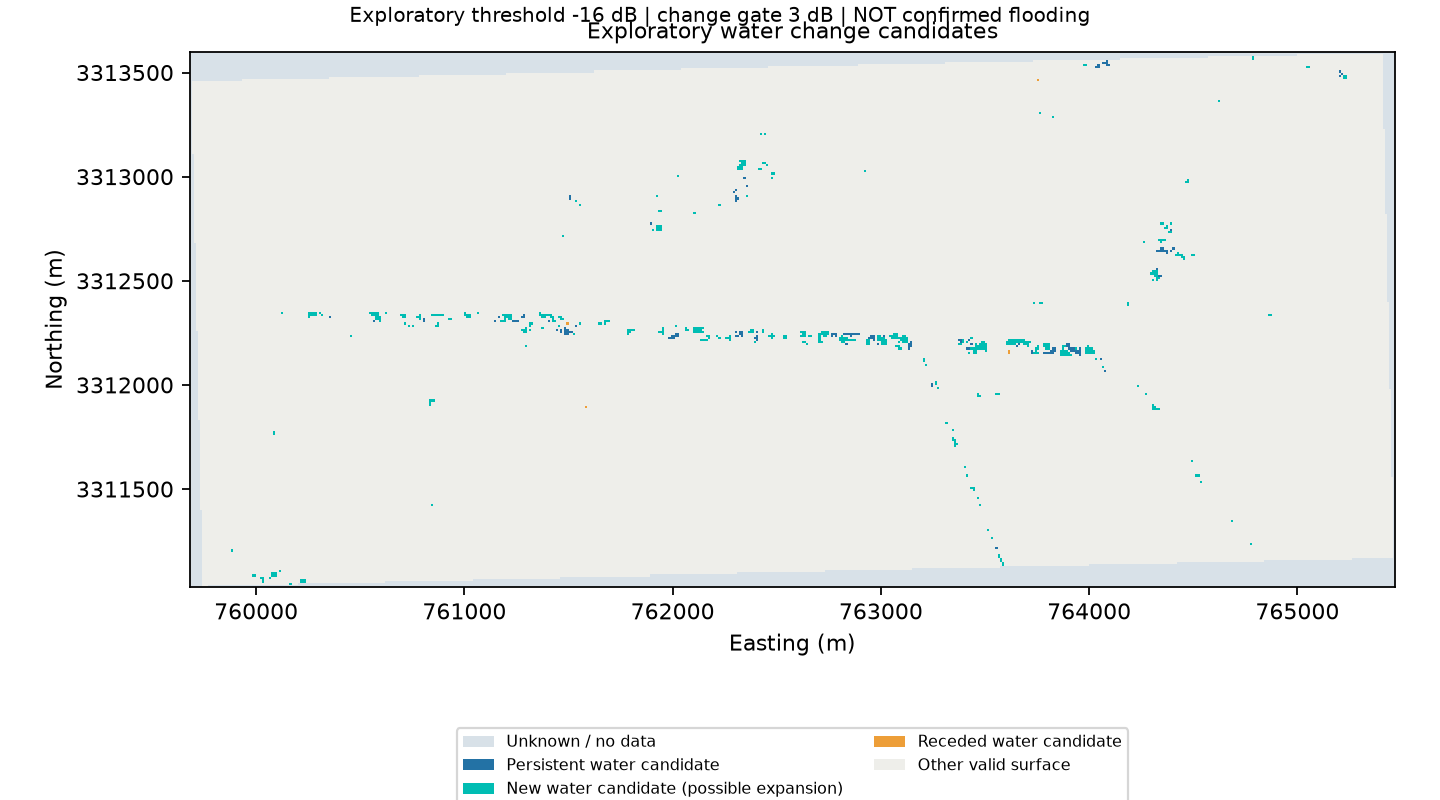 Exploratory threshold -16 dB | change gate 3 dB | NOT confirmed flooding
Exploratory water change candidates
3313500
3313000
3312500
3312000
3311500
Northing (m)
760000 761000 762000 763000 764000 765000
Easting (m)
Unknown / no data
Persistent water candidate
New water candidate (possible expansion)
Receded water candidate
Other valid surface